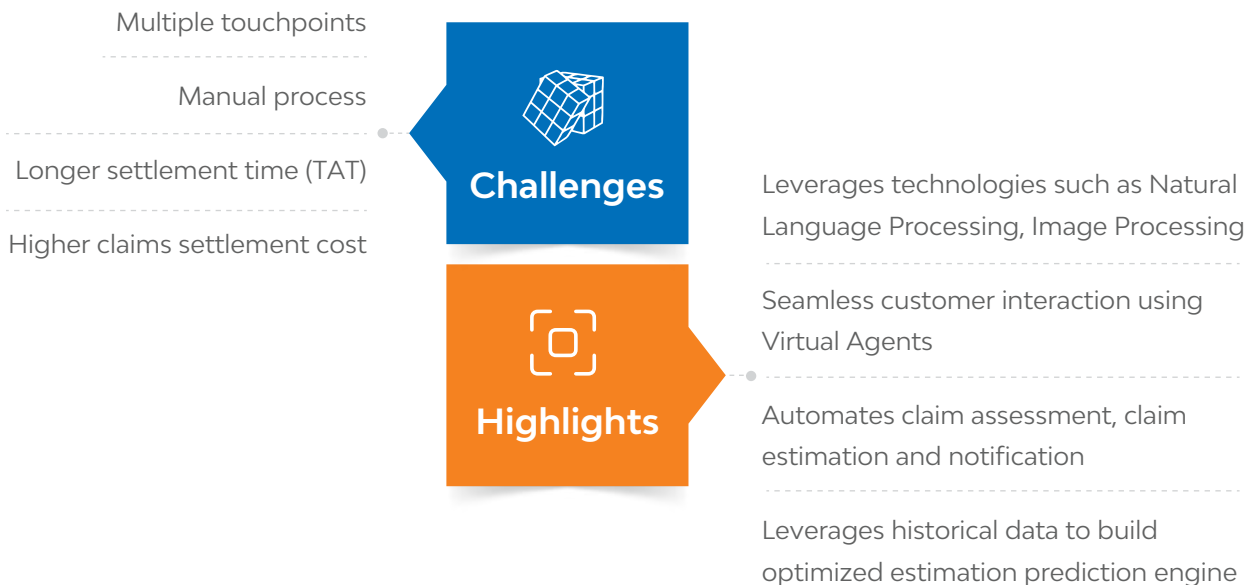 Multiple touchpoints
Manual process
Longer settlement time (TAT)
Higher claims settlement cost
Challenges
Highlights
Leverages technologies such as Natural
Language Processing, Image Processing
Seamless customer interaction using
Virtual Agents
Automates claim assessment, claim
estimation and notification
Leverages historical data to build
optimized estimation prediction engine